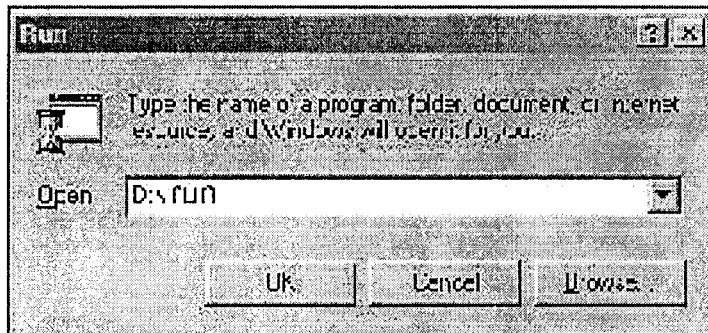 Run
Type the name of a program, folder, document, or Internet
resource, and Windows will open it for you.
Open
D:\
OK Cancel Browse...